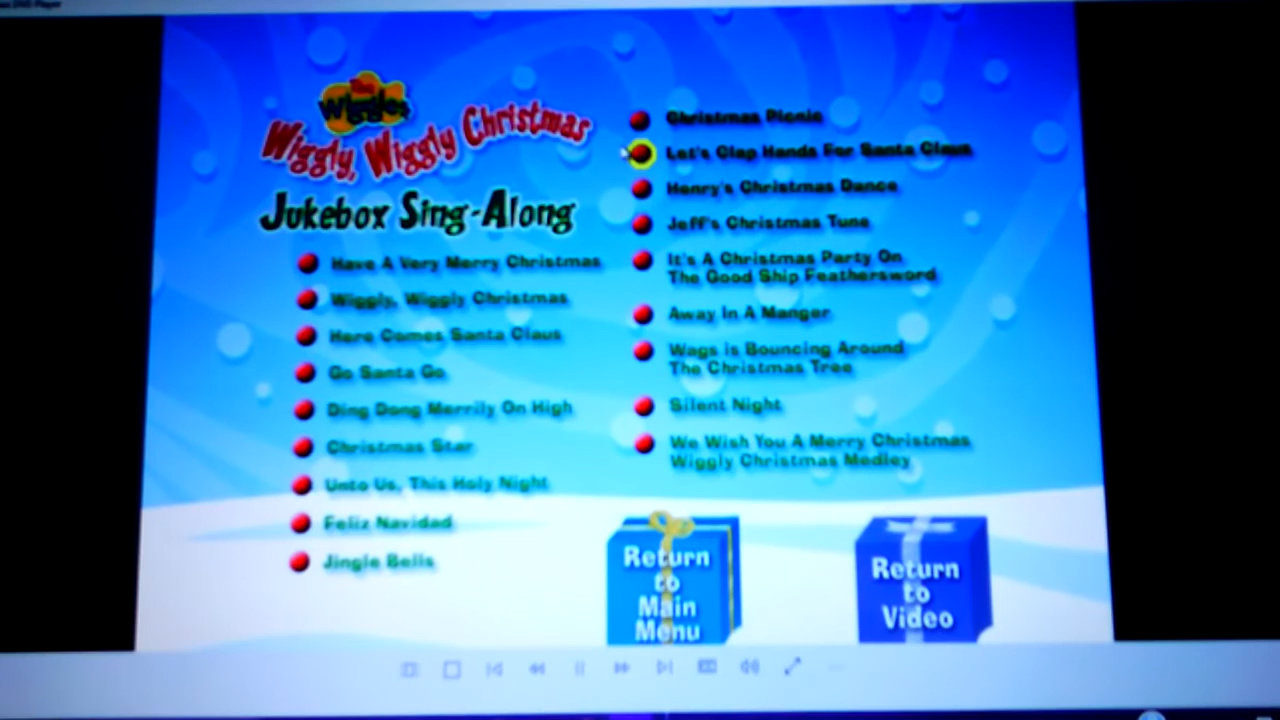 DVD Player
The
Wiggles
Wiggly, Wiggly Christmas
Jukebox Sing-Along
Have A Very Merry Christmas
Wiggly, Wiggly Christmas
Here Comes Santa Claus
Go Santa Go
Ding Dong Merrily On High
Christmas Star
Unto Us, This Holy Night
Feliz Navidad
Jingle Bells
Christmas Picnic
Let's Clap Hands For Santa Claus
Henry's Christmas Dance
Jeff's Christmas Tune
It's A Christmas Party On
The Good Ship Feathersword
Away In A Manger
Wags is Bouncing Around
The Christmas Tree
Silent Night
We Wish You A Merry Christmas
Wiggly Christmas Medley
Return
to
Main
Menu
Return
to
Video